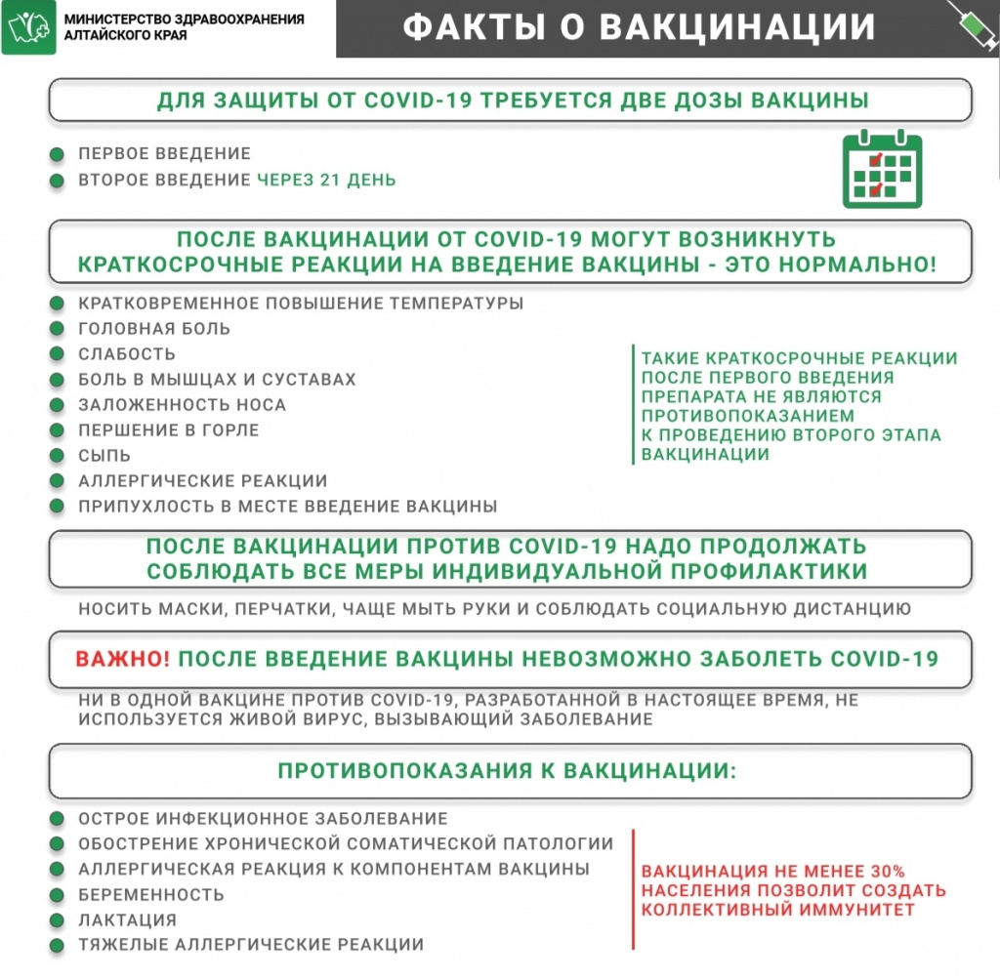 МИНИСТЕРСТВО ЗДРАВООХРАНЕНИЯ
АЛТАЙСКОГО КРАЯ
ФАКТЫ О ВАКЦИНАЦИИ
ДЛЯ ЗАЩИТЫ ОТ COVID-19 ТРЕБУЕТСЯ ДВЕ ДОЗЫ ВАКЦИНЫ
ПЕРВОЕ ВВЕДЕНИЕ
ВТОРОЕ ВВЕДЕНИЕ ЧЕРЕЗ 21 ДЕНЬ
ПОСЛЕ ВАКЦИНАЦИИ ОТ COVID-19 МОГУТ ВОЗНИКНУТЬ
КРАТКОСРОЧНЫЕ РЕАКЦИИ НА ВВЕДЕНИЕ ВАКЦИНЫ - ЭТО НОРМАЛЬНО!
КРАТКОВРЕМЕННОЕ ПОВЫШЕНИЕ ТЕМПЕРАТУРЫ
ГОЛОВНАЯ БОЛЬ
СЛАБОСТЬ
БОЛЬ В МЫШЦАХ И СУСТАВАХ
ЗАЛОЖЕННОСТЬ НОСА
ПЕРШЕНИЕ В ГОРЛЕ
СЫПЬ
АЛЛЕРГИЧЕСКИЕ РЕАКЦИИ
ПРИПУХЛОСТЬ В МЕСТЕ ВВЕДЕНИЕ ВАКЦИНЫ
ТАКИЕ КРАТКОСРОЧНЫЕ РЕАКЦИИ
ПОСЛЕ ПЕРВОГО ВВЕДЕНИЯ
ПРЕПАРАТА НЕ ЯВЛЯЮТСЯ
ПРОТИВОПОКАЗАНИЕМ
К ПРОВЕДЕНИЮ ВТОРОГО ЭТАПА
ВАКЦИНАЦИИ
ПОСЛЕ ВАКЦИНАЦИИ ПРОТИВ COVID-19 НАДО ПРОДОЛЖАТЬ
СОБЛЮДАТЬ ВСЕ МЕРЫ ИНДИВИДУАЛЬНОЙ ПРОФИЛАКТИКИ
НОСИТЬ МАСКИ, ПЕРЧАТКИ, ЧАЩЕ МЫТЬ РУКИ И СОБЛЮДАТЬ СОЦИАЛЬНУЮ ДИСТАНЦИЮ
ВАЖНО! ПОСЛЕ ВВЕДЕНИЕ ВАКЦИНЫ НЕВОЗМОЖНО ЗАБОЛЕТЬ COVID-19
НИ В ОДНОЙ ВАКЦИНЕ ПРОТИВ COVID-19, РАЗРАБОТАННОЙ В НАСТОЯЩЕЕ ВРЕМЯ, НЕ
ИСПОЛЬЗУЕТСЯ ЖИВОЙ ВИРУС, ВЫЗЫВАЮЩИЙ ЗАБОЛЕВАНИЕ
ПРОТИВОПОКАЗАНИЯ К ВАКЦИНАЦИИ:
ОСТРОЕ ИНФЕКЦИОННОЕ ЗАБОЛЕВАНИЕ
ОБОСТРЕНИЕ ХРОНИЧЕСКОЙ СОМАТИЧЕСКОЙ ПАТОЛОГИИ
АЛЛЕРГИЧЕСКАЯ РЕАКЦИЯ К КОМПОНЕНТАМ ВАКЦИНЫ
БЕРЕМЕННОСТЬ
ЛАКТАЦИЯ
ТЯЖЕЛЫЕ АЛЛЕРГИЧЕСКИЕ РЕАКЦИИ
ВАКЦИНАЦИЯ НЕ МЕНЕЕ 30%
НАСЕЛЕНИЯ ПОЗВОЛИТ СОЗДАТЬ
КОЛЛЕКТИВНЫЙ ИММУНИТЕТ